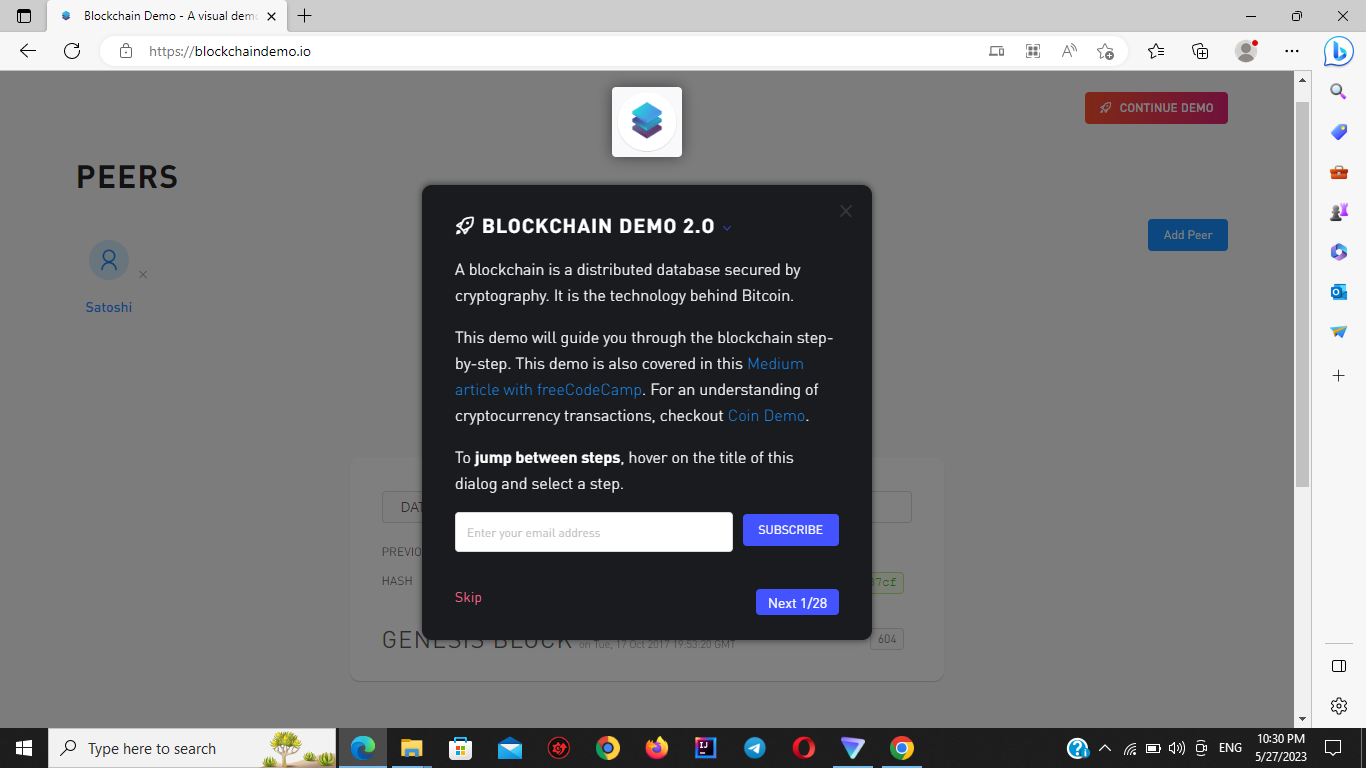 Blockchain Demo - A visual dem
https://blockchaindemo.io
CONTINUE DEMO
PEERS
Add Peer
Satoshi
BLOCKCHAIN DEMO 2.0
A blockchain is a distributed database secured by
cryptography. It is the technology behind Bitcoin.
This demo will guide you through the blockchain step-
by-step. This demo is also covered in this Medium
article with freeCodeCamp. For an understanding of
cryptocurrency transactions, checkout Coin Demo.
To jump between steps, hover on the title of this
dialog and select a step.
Enter your email address
SUBSCRIBE
Skip
Next 1/28
DAT
PREVIO
HASH
7cf
GENESIS BLOCK on Tue, 17 Oct 2017 19:53:20 GMT
604
Type here to search
ENG
10:30 PM
5/27/2023